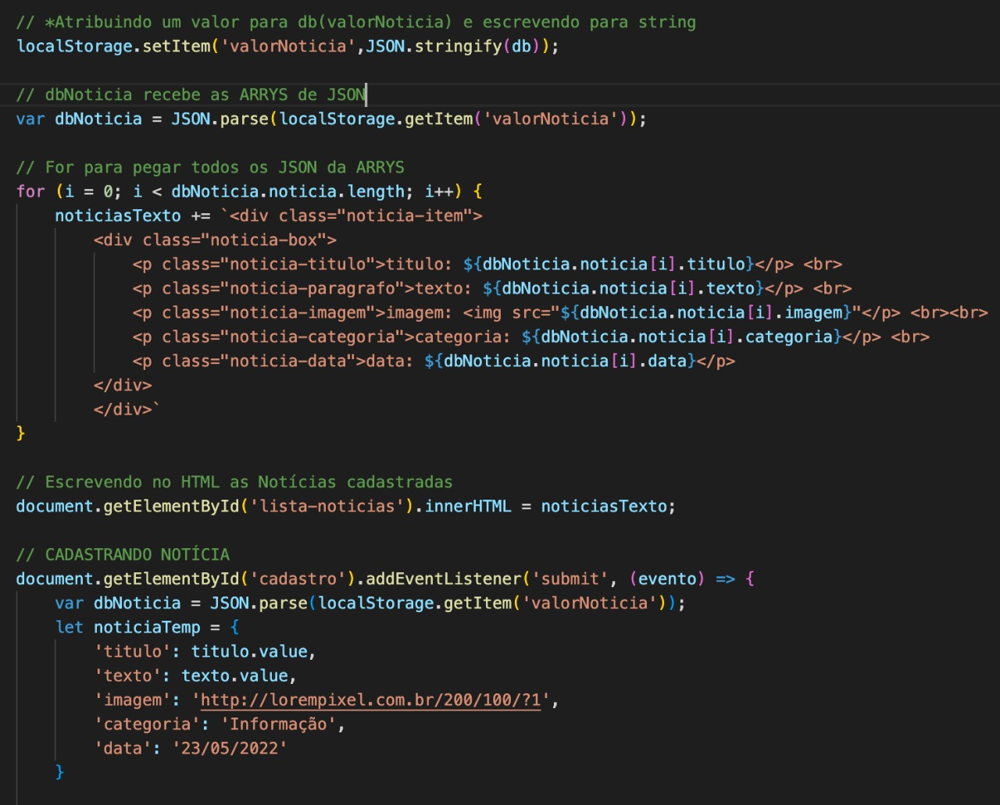 // *Atribuindo um valor para db(valorNoticia) e escrevendo para string
localStorage.setItem('valorNoticia',JSON.stringify(db));
// dbNoticia recebe as ARRYS de JSON
var dbNoticia = JSON.parse(localStorage.getItem('valorNoticia'));
// For para pegar todos os JSON da ARRYS
for (i = 0; i < dbNoticia.noticia.length; i++) {
noticiasTexto += `<div class="noticia-item">
<div class="noticia-box">
<p class="noticia-titulo">titulo: ${dbNoticia.noticia[i].titulo}</p> <br>
<p class="noticia-paragrafo">texto: ${dbNoticia.noticia[i].texto}</p> <br>
<p class="noticia-imagem">imagem: <img src="${dbNoticia.noticia[i].imagem}"</p> <br><br>
<p class="noticia-categoria">categoria: ${dbNoticia.noticia[i].categoria}</p> <br>
<p class="noticia-data">data: ${dbNoticia.noticia[i].data}</p>
</div>
</div>`
}
// Escrevendo no HTML as Notícias cadastradas
document.getElementById('lista-noticias').innerHTML = noticiasTexto;
// CADASTRANDO NOTÍCIA
document.getElementById('cadastro').addEventListener('submit', (evento) => {
var dbNoticia = JSON.parse(localStorage.getItem('valorNoticia'));
let noticiaTemp = {
'titulo': titulo.value,
'texto': texto.value,
'imagem': 'http://lorempixel.com.br/200/100/?1',
'categoria': 'Informação',
'data': '23/05/2022'
}